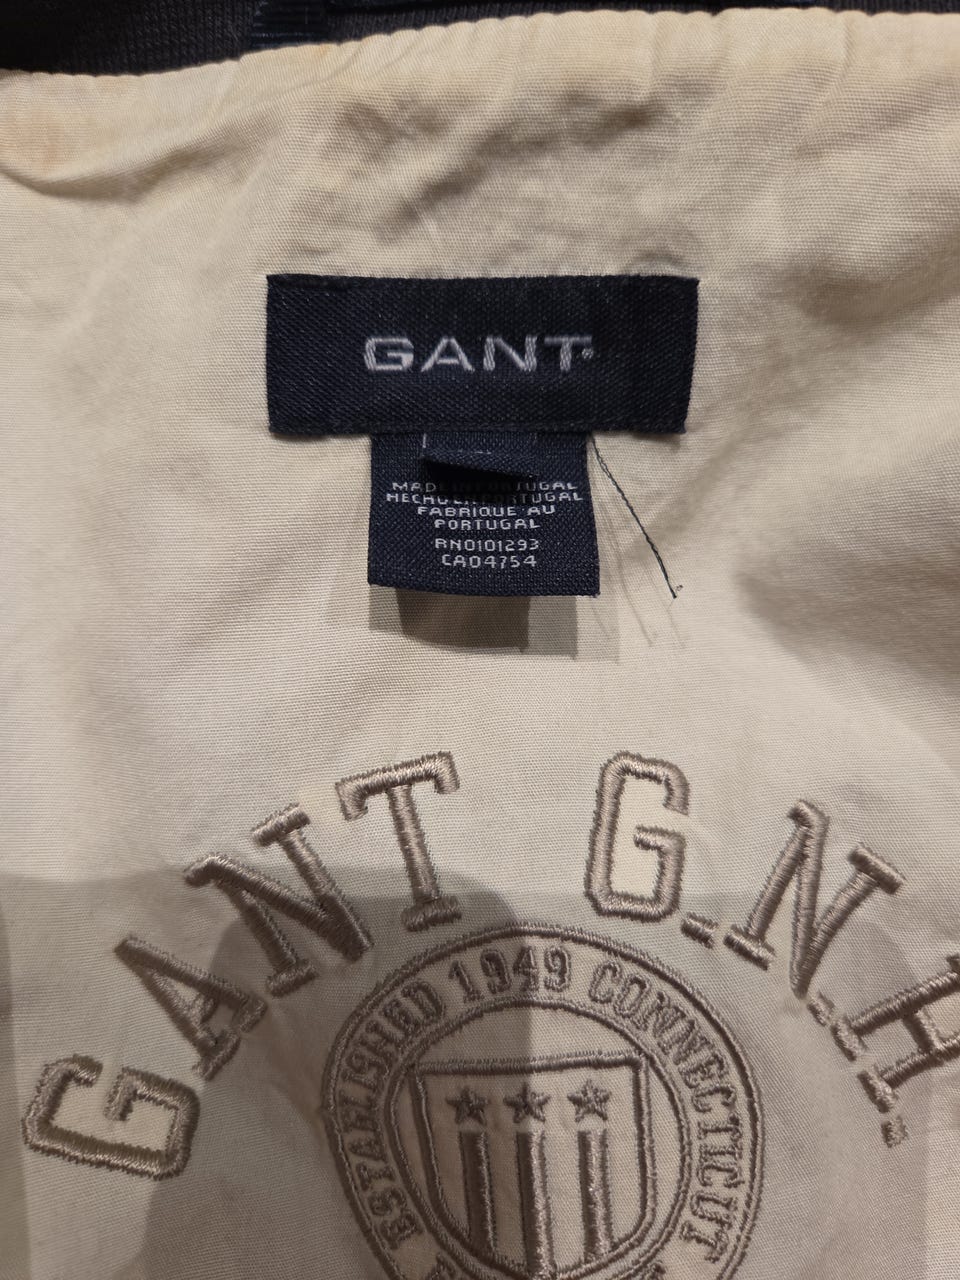 GANT
MADE IN PORTUGAL
HECHO EN PORTUGAL
FABRIQUE AU
PORTUGAL
RN0101293
CA04754
GANT G.N.H.
ESTABLISHED 1949 CONNECTICUT